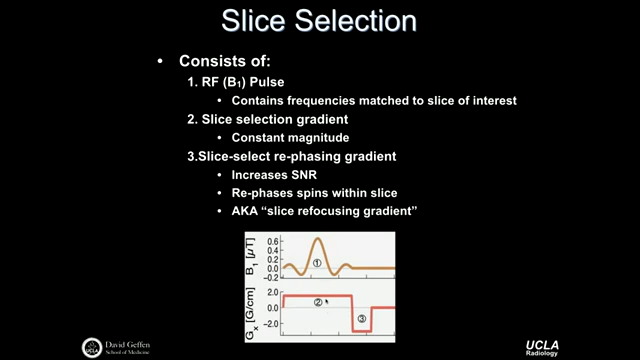 Slice Selection
• Consists of:
1. RF (B₁) Pulse
• Contains frequencies matched to slice of interest
2. Slice selection gradient
• Constant magnitude
3.Slice-select re-phasing gradient
• Increases SNR
• Re-phases spins within slice
• AKA “slice refocusing gradient”
B₁ [µT]
0.6
0.4
0.2
0.0
-0.2
①
Gₓ [G/cm]
2.0
0.0
-2.0
②
③
David Geffen
School of Medicine
UCLA
Radiology